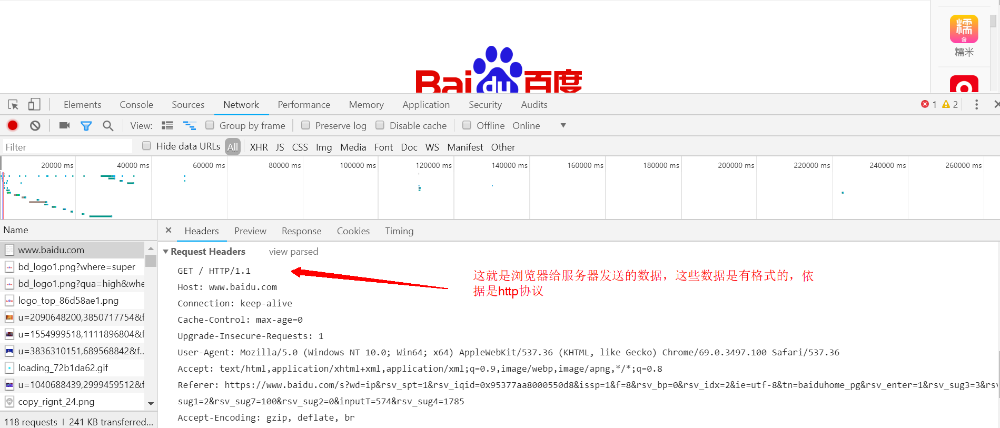 糯
糯米
Bai du 百度
Elements Console Sources Network Performance Memory Application Security Audits 1 2
View: Group by frame Preserve log Disable cache Offline Online
Filter Hide data URLs All XHR JS CSS Img Media Font Doc WS Manifest Other
20000 ms 40000 ms 60000 ms 80000 ms 100000 ms 120000 ms 140000 ms 160000 ms 180000 ms 200000 ms 220000 ms 240000 ms 260000 ms
Name
www.baidu.com
bd_logo1.png?where=super
bd_logo1.png?qua=high&whe
logo_top_86d58ae1.png
u=2090648200,3850717754&f
u=1554999518,1111896804&f
u=3836310151,689568842&f...
loading_72b1da62.gif
u=1040688439,2999459512&f
copy_rignt_24.png
118 requests | 241 KB transferred...
× Headers Preview Response Cookies Timing
Request Headers view parsed
GET / HTTP/1.1
Host: www.baidu.com
Connection: keep-alive
Cache-Control: max-age=0
Upgrade-Insecure-Requests: 1
User-Agent: Mozilla/5.0 (Windows NT 10.0; Win64; x64) AppleWebKit/537.36 (KHTML, like Gecko) Chrome/69.0.3497.100 Safari/537.36
Accept: text/html,application/xhtml+xml,application/xml;q=0.9,image/webp,image/apng,*/*;q=0.8
Referer: https://www.baidu.com/s?wd=ip&rsv_spt=1&rsv_iqid=0x95377aa8000550d8&issp=1&f=8&rsv_bp=0&rsv_idx=2&ie=utf-8&tn=baiduhome_pg&rsv_enter=1&rsv_sug3=3&rsv
sug1=2&rsv_sug7=100&rsv_sug2=0&inputT=574&rsv_sug4=1785
Accept-Encoding: gzip, deflate, br
这就是浏览器给服务器发送的数据，这些数据是有格式的，依
据是http协议